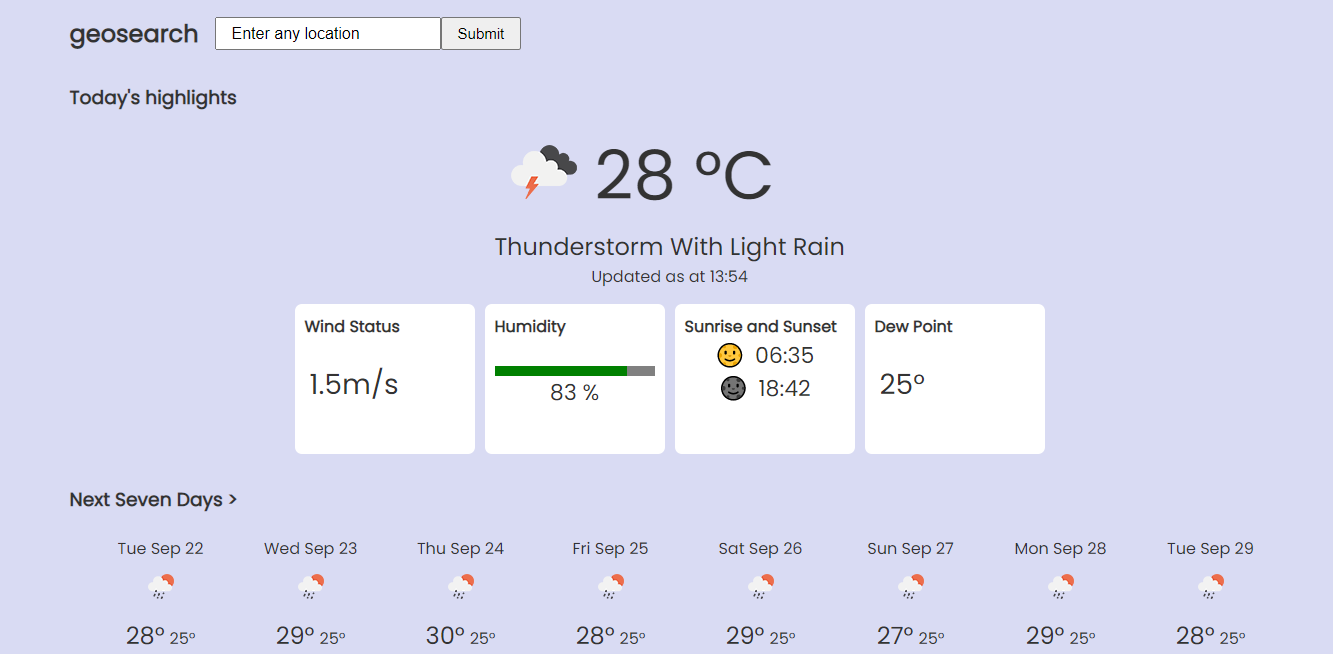 geosearch Enter any location Submit
Today's highlights
28 ºC
Thunderstorm With Light Rain
Updated as at 13:54
Wind Status Humidity Sunrise and Sunset Dew Point
06:35
1.5m/s 83 % 18:42 25º
Next Seven Days >
Tue Sep 22 Wed Sep 23 Thu Sep 24 Fri Sep 25 Sat Sep 26 Sun Sep 27 Mon Sep 28 Tue Sep 29
28º 25º 29º 25º 30º 25º 28º 25º 29º 25º 27º 25º 29º 25º 28º 25º